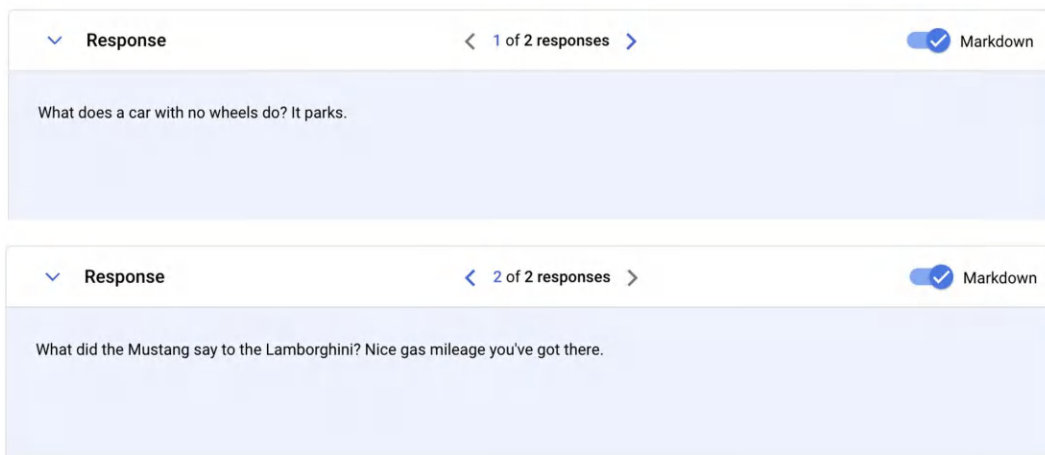 Response 1 of 2 responses Markdown
What does a car with no wheels do? It parks.
Response 2 of 2 responses Markdown
What did the Mustang say to the Lamborghini? Nice gas mileage you've got there.